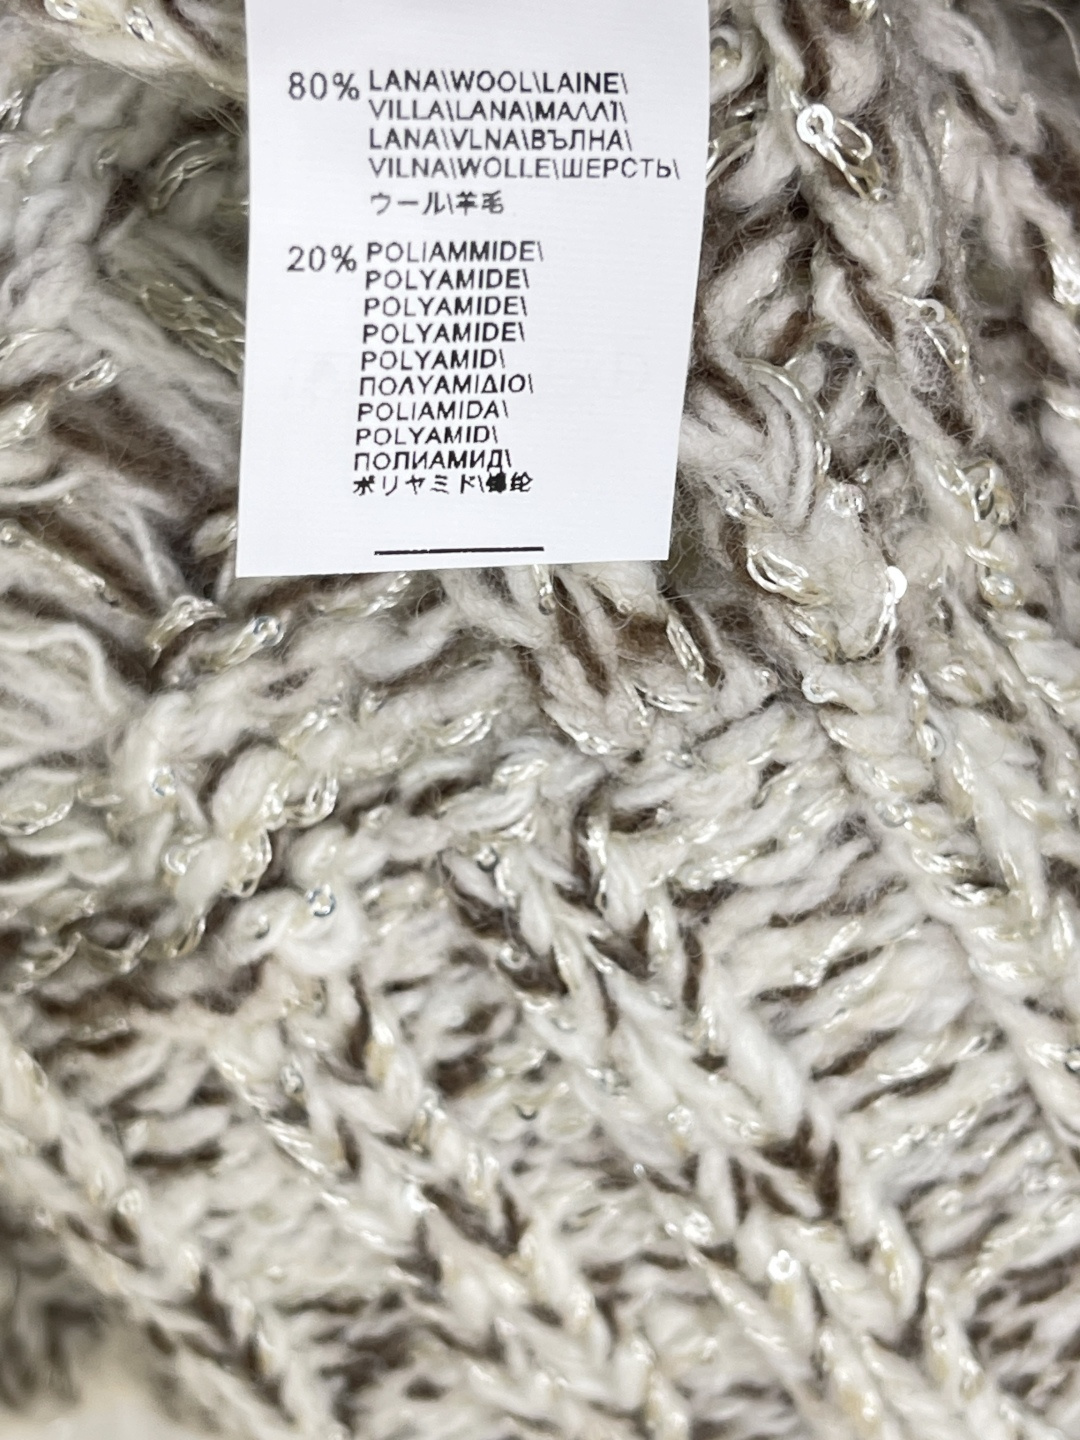 80% LANA\WOOL\LAINE\
VILLA\LANA\ΜΑΛΛΊ\
LANA\VLNA\ВЪЛНА\
VILNA\WOLLE\ШЕРСТЬ\
ウール\羊毛
20% POLIAMMIDE\
POLYAMIDE\
POLYAMIDE\
POLYAMIDE\
POLYAMID\
ΠΟΛΥΑΜΙΔΙΟ\
POLIAMIDA\
POLYAMID\
ПОЛИАМИД\
ポリヤミド\锦纶